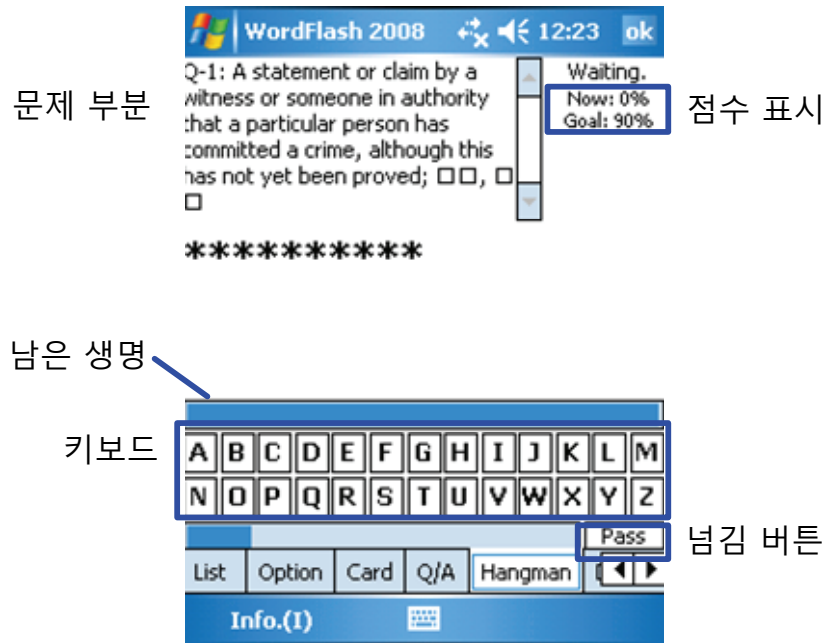 WordFlash 2008 12:23 ok
Q-1: A statement or claim by a
witness or someone in authority
that a particular person has
committed a crime, although this
has not yet been proved; □□, □
□
Waiting.
Now: 0%
Goal: 90%
문제 부분
점수 표시
**********
남은 생명
키보드
A B C D E F G H I J K L M
N O P Q R S T U V W X Y Z
Pass
넘김 버튼
List Option Card Q/A Hangman
Info.(I)